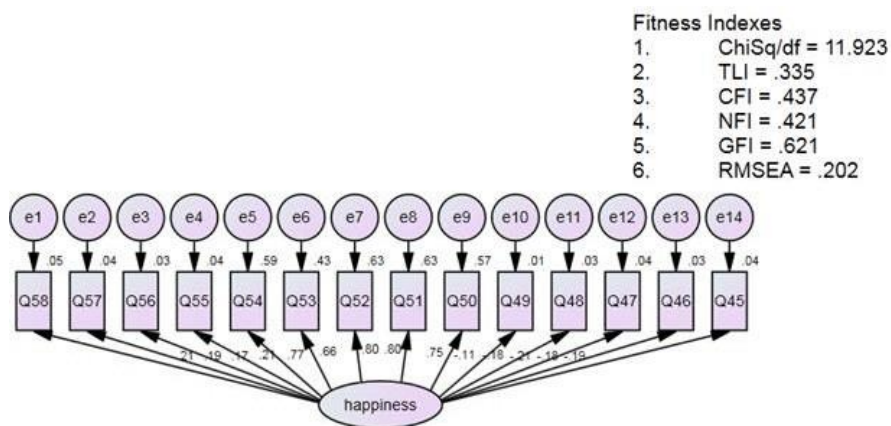 Fitness Indexes
1. ChiSq/df = 11.923
2. TLI = .335
3. CFI = .437
4. NFI = .421
5. GFI = .621
6. RMSEA = .202
e1 e2 e3 e4 e5 e6 e7 e8 e9 e10 e11 e12 e13 e14
.05 .04 .03 .04 .59 .43 .63 .63 .57 .01 .03 .04 .03 .04
Q58 Q57 Q56 Q55 Q54 Q53 Q52 Q51 Q50 Q49 Q48 Q47 Q46 Q45
.21 .19 .17 .21 .77 .66 .80 .80 .75 -.11 -.18 -.21 -.18 -.19
happiness